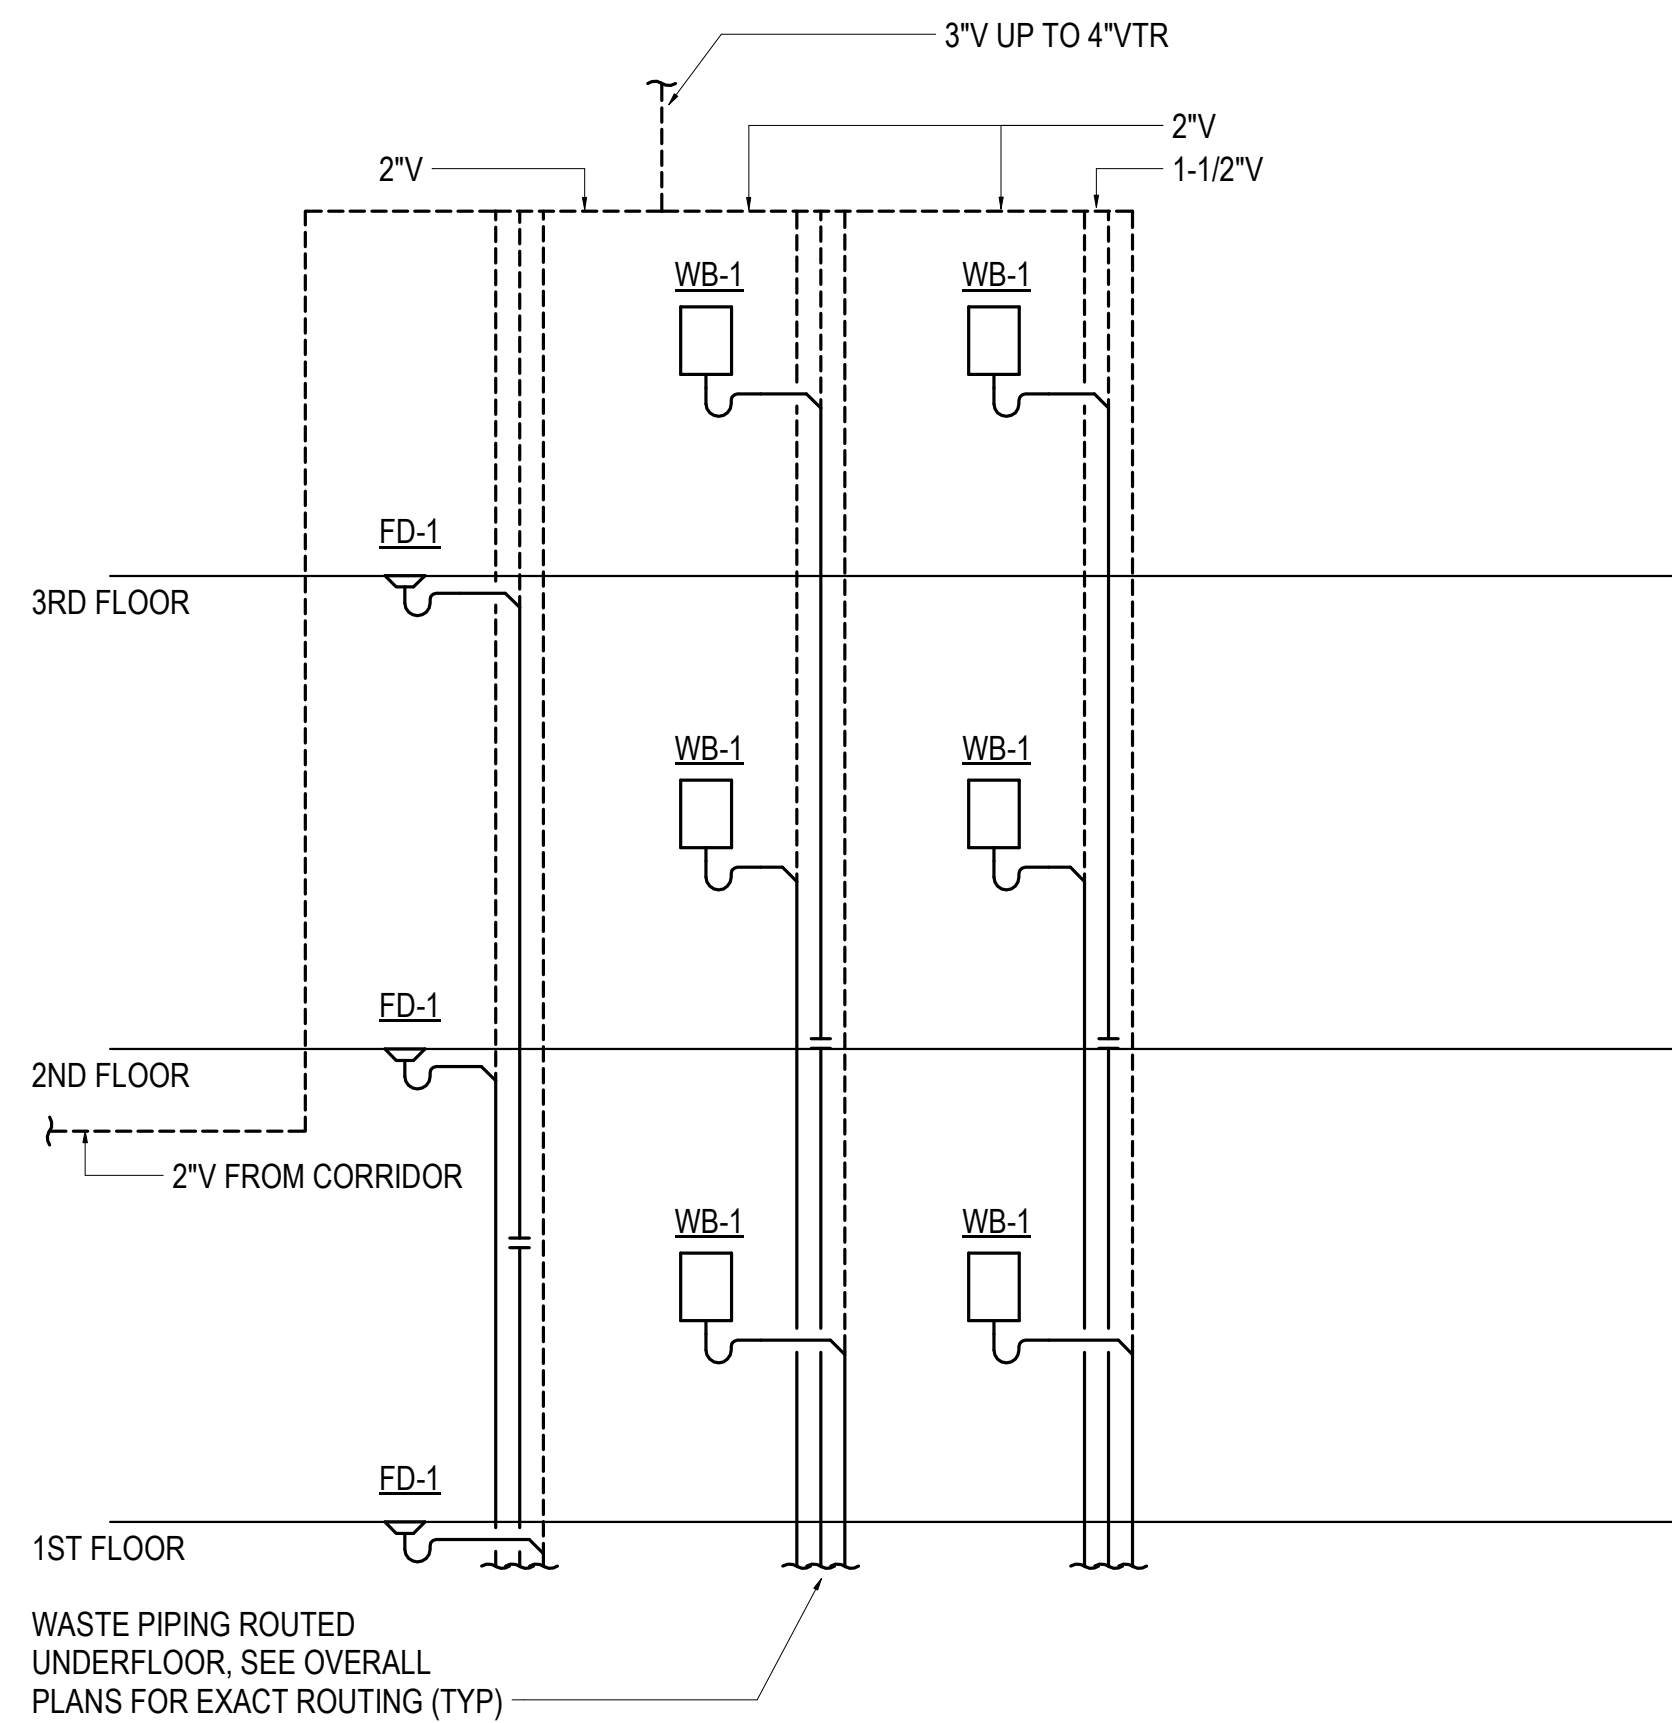 3"V UP TO 4"VTR
2"V
2"V
1-1/2"V
WB-1
WB-1
FD-1
3RD FLOOR
WB-1
WB-1
FD-1
2ND FLOOR
2"V FROM CORRIDOR
WB-1
WB-1
FD-1
1ST FLOOR
WASTE PIPING ROUTED
UNDERFLOOR, SEE OVERALL
PLANS FOR EXACT ROUTING (TYP)